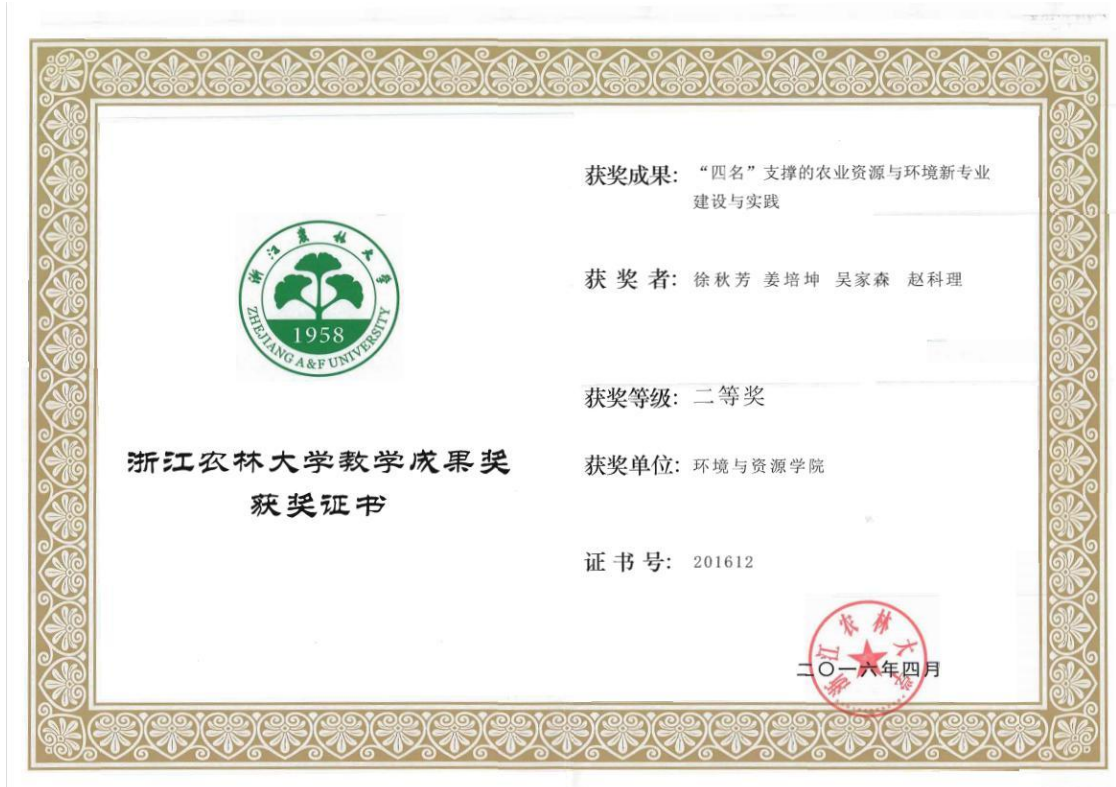 浙江农林大学
1958
ZHEJIANG A&F UNIVERSITY
浙江农林大学教学成果奖
获奖证书
获奖成果： “四名”支撑的农业资源与环境新专业
建设与实践
获 奖 者： 徐秋芳 姜培坤 吴家森 赵科理
获奖等级： 二等奖
获奖单位： 环境与资源学院
证 书 号： 201612
浙江农林大学
二〇一六年四月